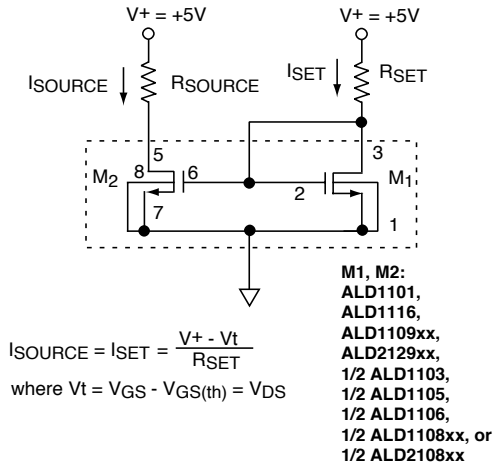 V+ = +5V
V+ = +5V
ISOURCE
RSOURCE
ISET
RSET
5
3
M2
8
6
2
M1
7
1
M1, M2:
ALD1101,
ALD1116,
ALD1109xx,
ALD2129xx,
1/2 ALD1103,
1/2 ALD1105,
1/2 ALD1106,
1/2 ALD1108xx, or
1/2 ALD2108xx
ISOURCE = ISET = V+ - Vt
RSET
where Vt = VGS - VGS(th) = VDS